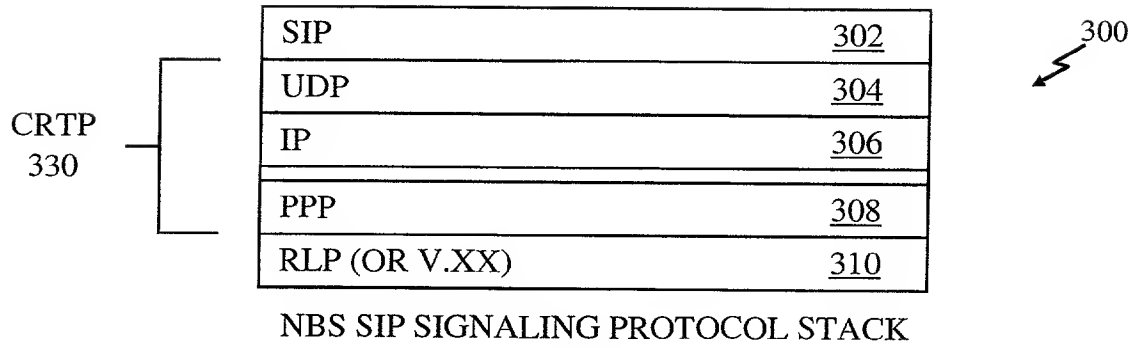 SIP 302
300
UDP 304
CRTP
330
IP 306
PPP 308
RLP (OR V.XX) 310
NBS SIP SIGNALING PROTOCOL STACK